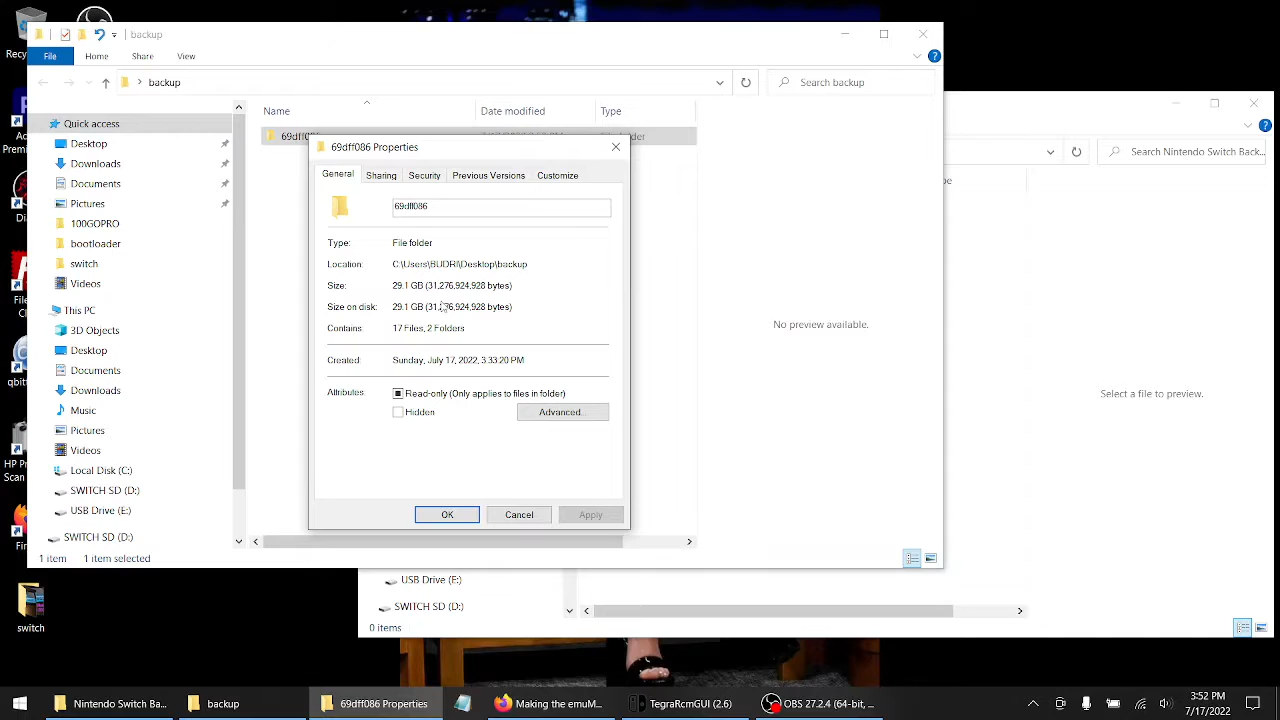 backup
File
Home
Share
View
backup
Search backup
Name
Date modified
Type
Quick access
Desktop
Downloads
Documents
Pictures
100GOPRO
bootloader
switch
Videos
This PC
3D Objects
Desktop
Documents
Downloads
Music
Pictures
Videos
Local Disk (C:)
SWITCH SD (D:)
USB Drive (E:)
SWITCH SD (D:)
1 item
1 item selected
69dff086 Properties
General
Sharing
Security
Previous Versions
Customize
69dff086
Type:
File folder
Location:
C:\Users\BUDRI\Desktop\backup
Size:
29.1 GB (31,276,924,928 bytes)
Size on disk:
29.1 GB (31,276,924,928 bytes)
Contains:
17 Files, 2 Folders
Created:
Sunday, July 17, 2022, 3:33:20 PM
Attributes:
Read-only (Only applies to files in folder)
Hidden
Advanced...
OK
Cancel
Apply
No preview available.
Search Nintendo Switch Back...
Select a file to preview.
USB Drive (E:)
SWITCH SD (D:)
0 items
switch
Nintendo Switch Ba...
backup
69dff086 Properties
Making the emuM...
TegraRcmGUI (2.6)
OBS 27.2.4 (64-bit, ...
3:52 PM
7/17/2022